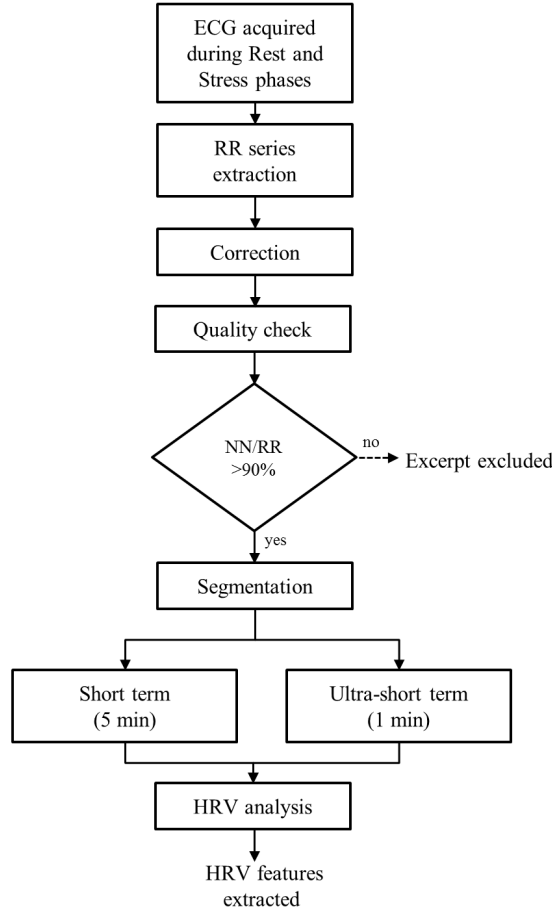 ECG acquired
during Rest and
Stress phases
RR series
extraction
Correction
Quality check
NN/RR
>90%
no
Excerpt excluded
yes
Segmentation
Short term
(5 min)
Ultra-short term
(1 min)
HRV analysis
HRV features
extracted